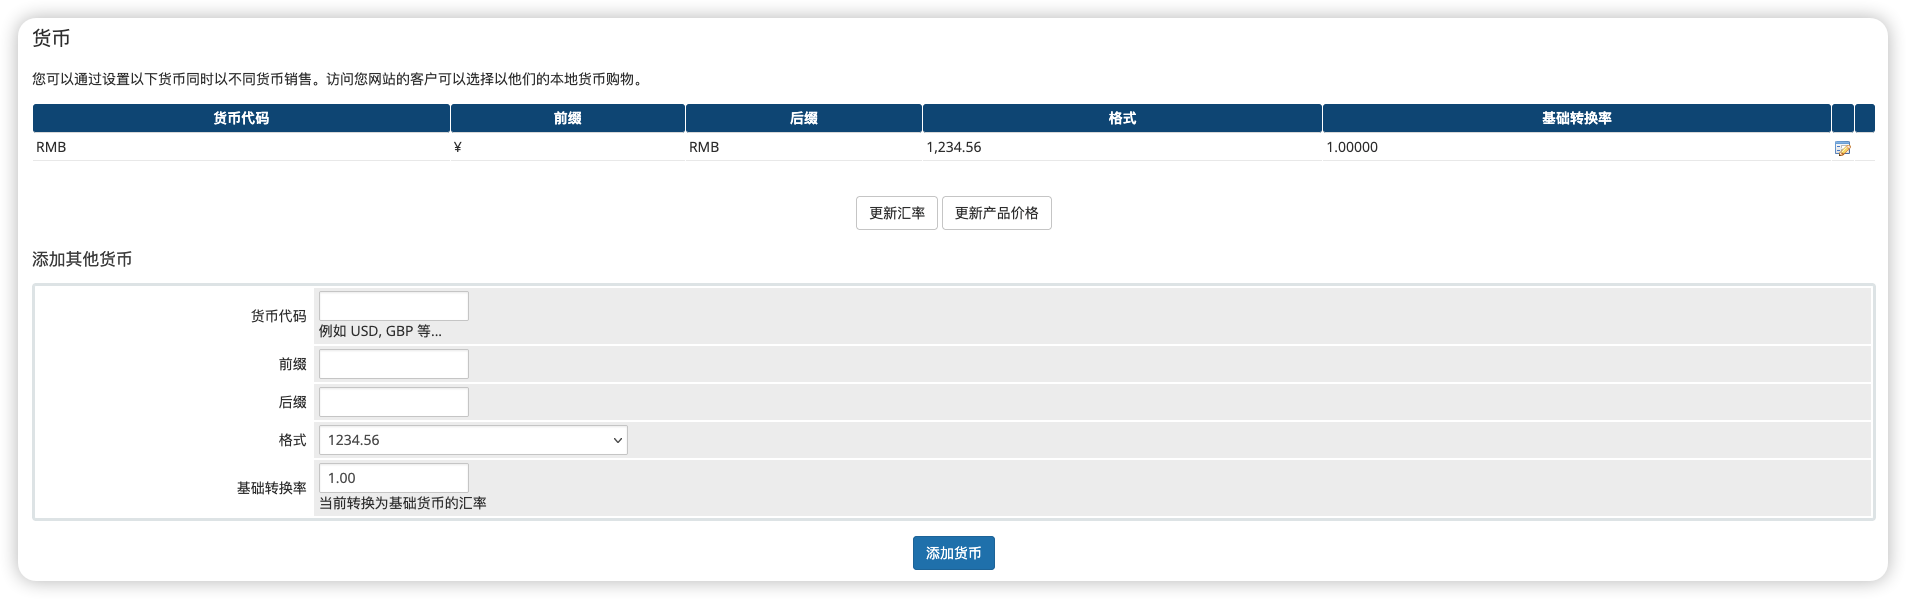 货币
您可以通过设置以下货币同时以不同货币销售。访问您网站的客户可以选择以他们的本地货币购物。
货币代码 前缀 后缀 格式 基础转换率
RMB ¥ RMB 1,234.56 1.00000
更新汇率 更新产品价格
添加其他货币
货币代码
例如 USD, GBP 等...
前缀
后缀
格式 1234.56
基础转换率 1.00
当前转换为基础货币的汇率
添加货币